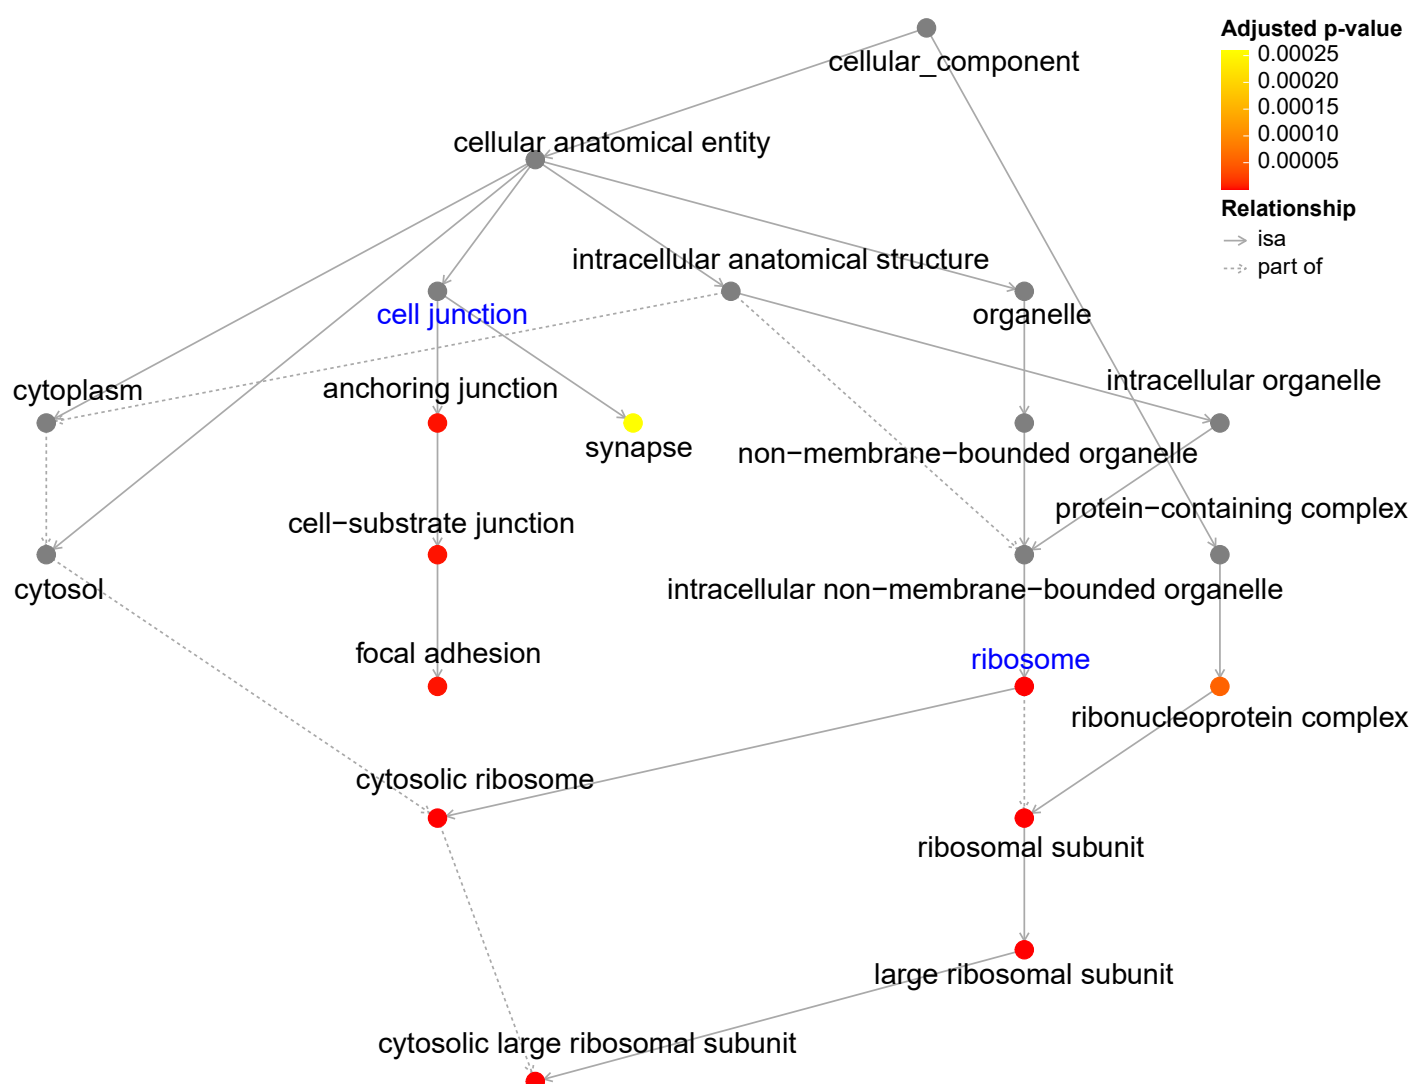 Adjusted p-value
0.00025
0.00020
0.00015
0.00010
0.00005
Relationship
isa
part of
cellular_component
cellular anatomical entity
intracellular anatomical structure
cell junction
organelle
cytoplasm
anchoring junction
intracellular organelle
synapse
non−membrane−bounded organelle
protein−containing complex
cell−substrate junction
cytosol
intracellular non−membrane−bounded organelle
focal adhesion
ribosome
ribonucleoprotein complex
cytosolic ribosome
ribosomal subunit
large ribosomal subunit
cytosolic large ribosomal subunit